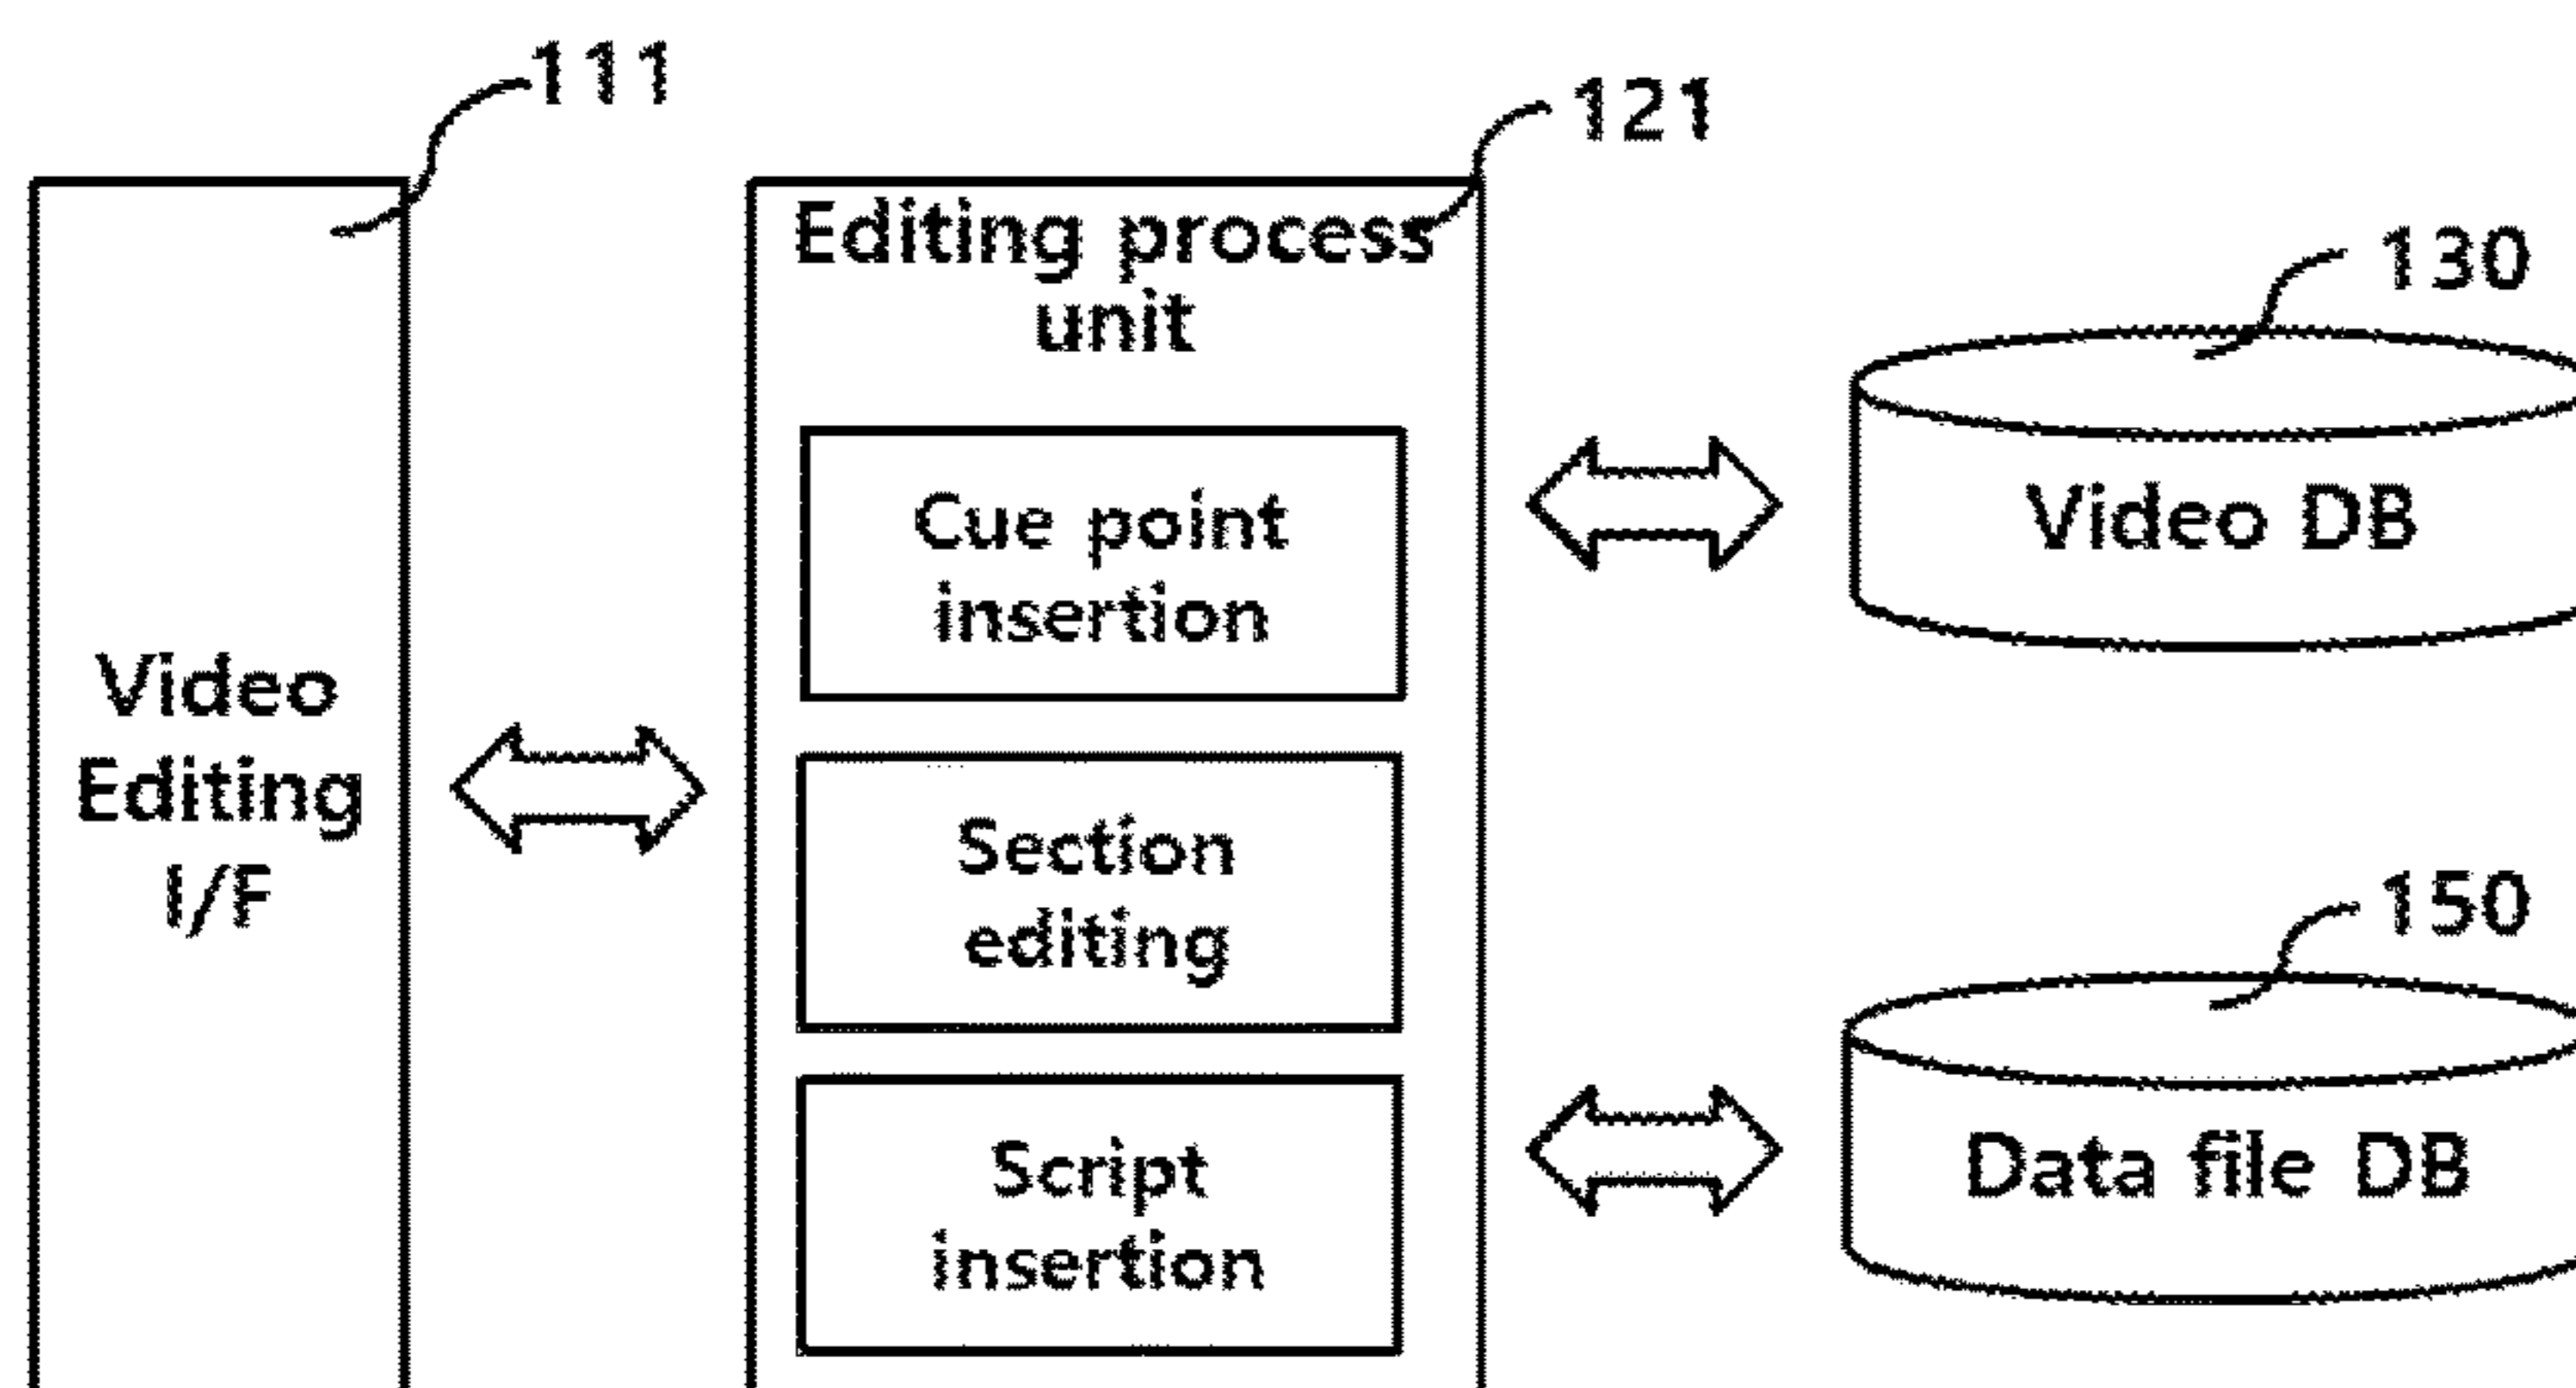 111
121
Editing process
unit
130
Cue point
insertion
Video DB
Video
Editing
I/F
Section
editing
150
Script
insertion
Data file DB